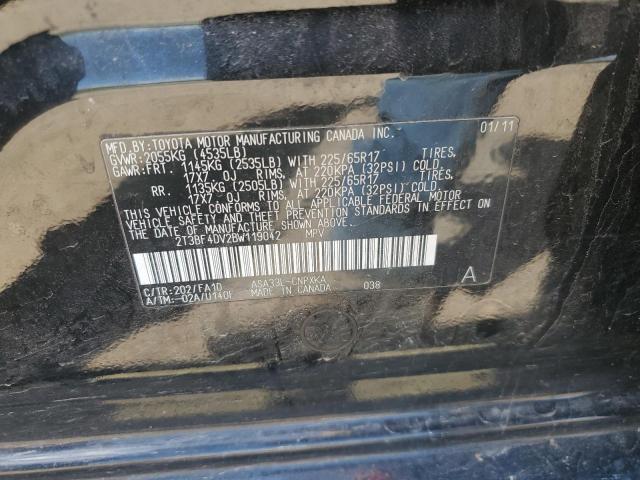 MFD.BY:TOYOTA MOTOR MANUFACTURING CANADA INC. 01/11
GVWR: 2055KG (4535LB)
GAWR:FRT. 1145KG (2535LB) WITH 225/65R17 TIRES,
17X7 OJ RIMS, AT 220KPA (32PSI) COLD
RR. 1135KG (2505LB) WITH 225/65R17 TIRES,
17X7 OJ RIMS, AT 220KPA (32PSI) COLD.
THIS VEHICLE CONFORMS TO ALL APPLICABLE FEDERAL MOTOR
VEHICLE SAFETY AND THEFT PREVENTION STANDARDS IN EFFECT
ON THE DATE OF MANUFACTURE SHOWN ABOVE.
2T3BF4DV2BW119042 MPV
C/TR:202/FA10 ASA33L-CNPXKA A
A/TM:-02A/U140F MADE IN CANADA 038